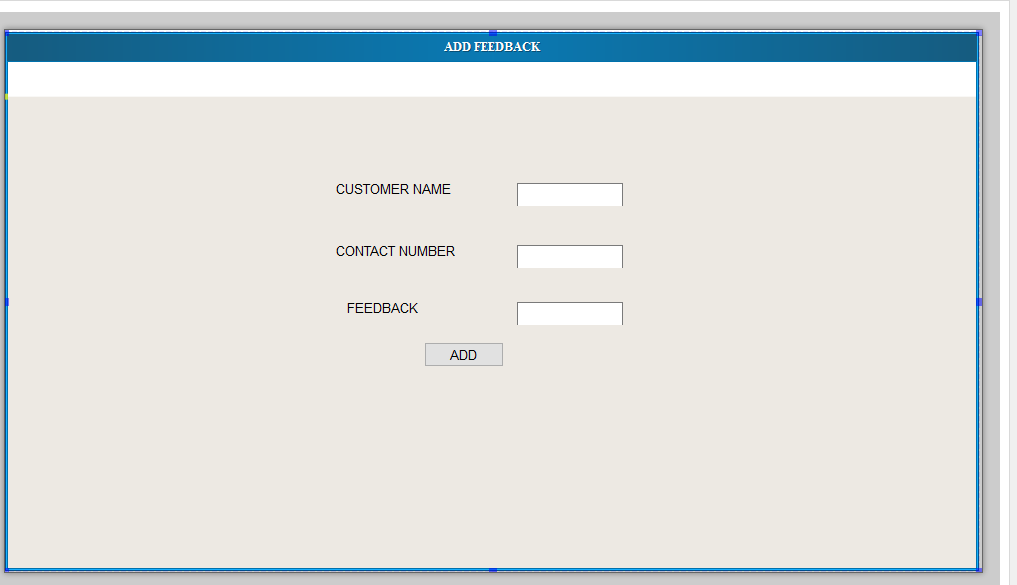 ADD FEEDBACK
CUSTOMER NAME
CONTACT NUMBER
FEEDBACK
ADD